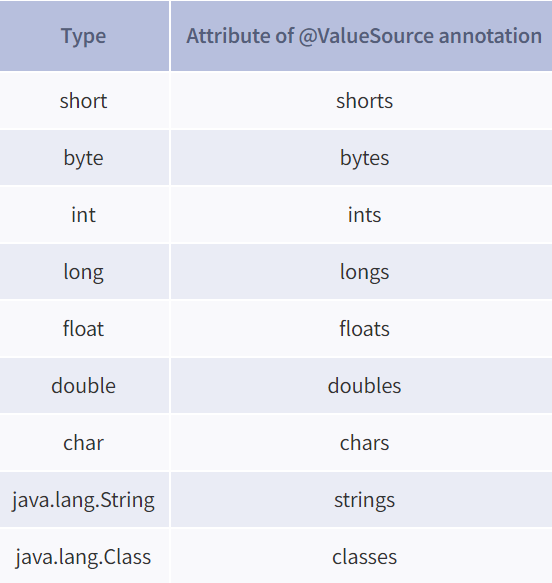 Type Attribute of @ValueSource annotation
short shorts
byte bytes
int ints
long longs
float floats
double doubles
char chars
java.lang.String strings
java.lang.Class classes